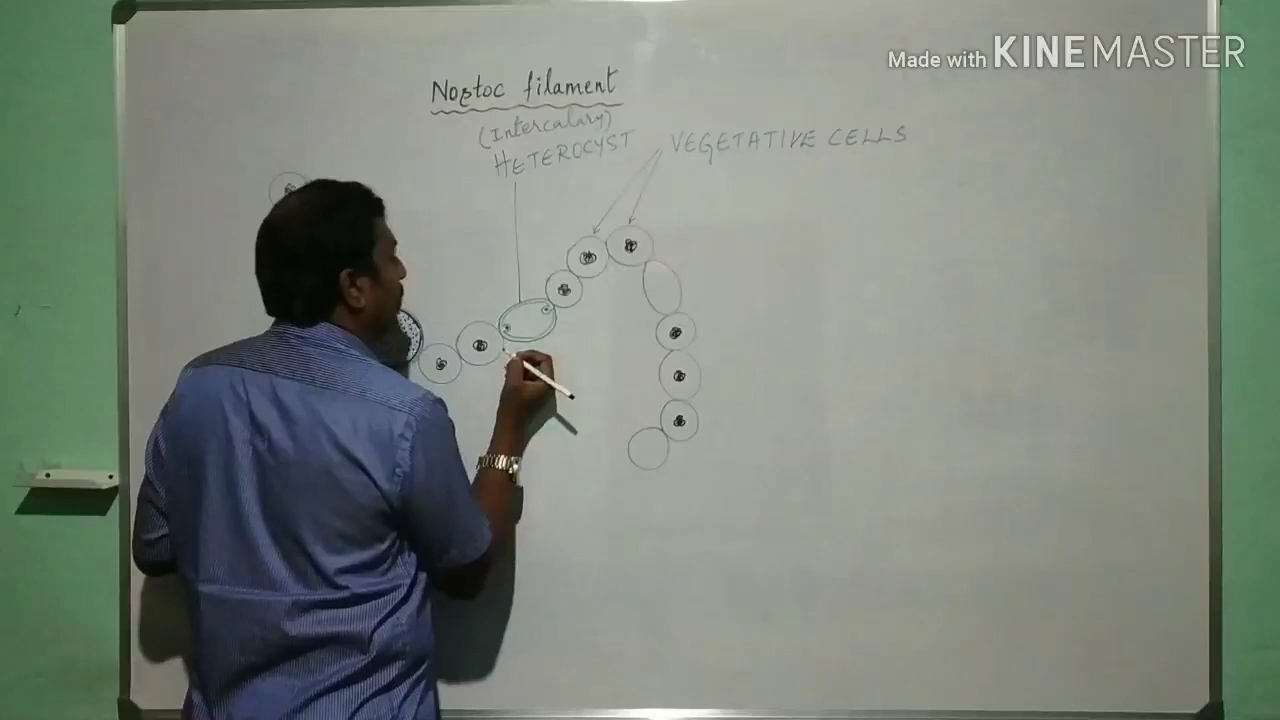 Made with KINEMASTER
Nostoc filament
(Intercalary)
HETEROCYST
VEGETATIVE CELLS